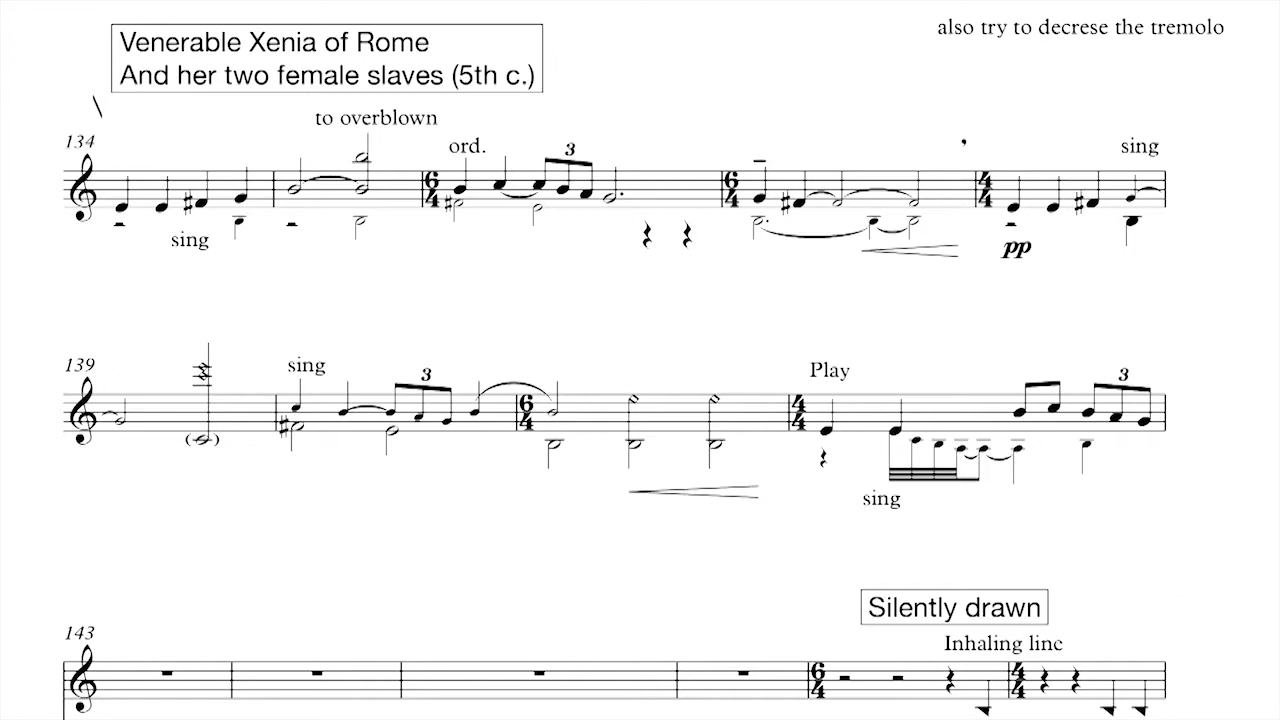 also try to decrese the tremolo
Venerable Xenia of Rome
And her two female slaves (5th c.)
to overblown
134
ord.
3
sing
6
4
6
4
4
4
sing
pp
139
sing
3
Play
3
6
4
4
4
sing
Silently drawn
143
Inhaling line
6
4
4
4